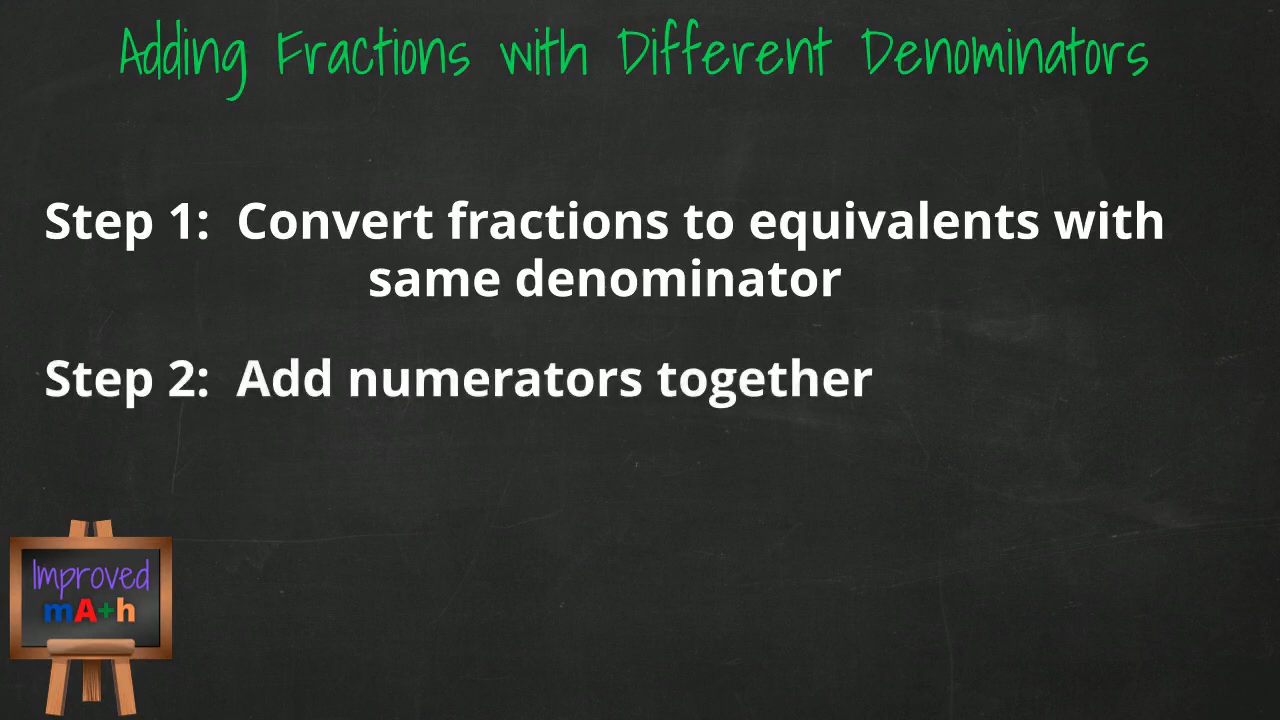 Adding Fractions with Different Denominators
Step 1: Convert fractions to equivalents with
same denominator
Step 2: Add numerators together
Improved
mA+h